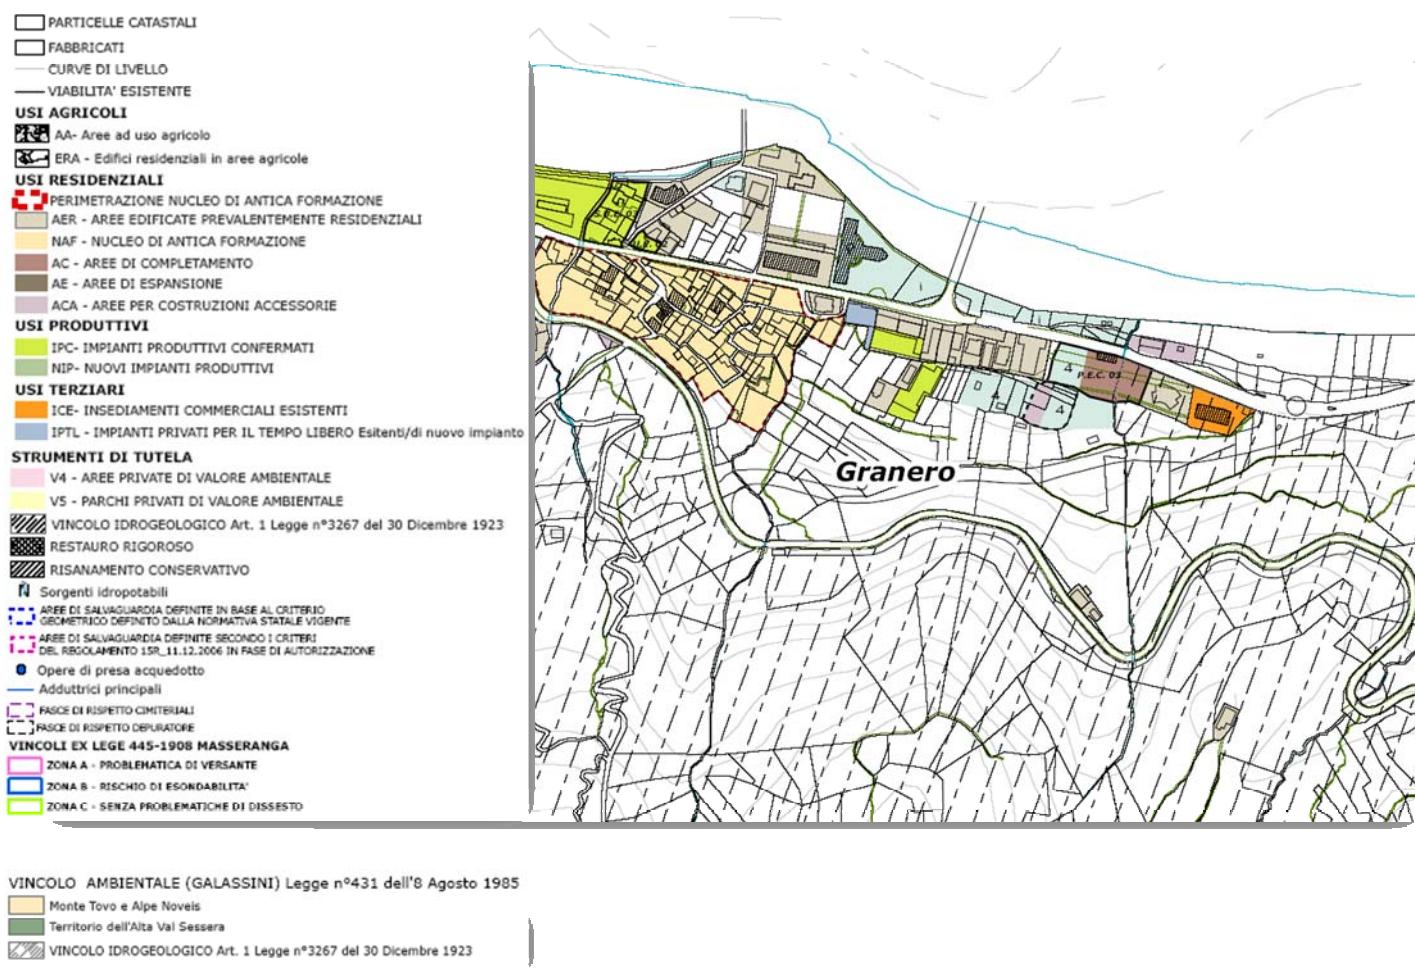 PARTICELLE CATASTALI
FABBRICATI
CURVE DI LIVELLO
VIABILITA' ESISTENTE
USI AGRICOLI
AA- Aree ad uso agricolo
ERA - Edifici residenziali in aree agricole
USI RESIDENZIALI
PERIMETRAZIONE NUCLEO DI ANTICA FORMAZIONE
AER - AREE EDIFICATE PREVALENTEMENTE RESIDENZIALI
NAF - NUCLEO DI ANTICA FORMAZIONE
AC - AREE DI COMPLETAMENTO
AE - AREE DI ESPANSIONE
ACA - AREE PER COSTRUZIONI ACCESSORIE
USI PRODUTTIVI
IPC- IMPIANTI PRODUTTIVI CONFERMATI
NIP- NUOVI IMPIANTI PRODUTTIVI
USI TERZIARI
ICE- INSEDIAMENTI COMMERCIALI ESISTENTI
IPTL - IMPIANTI PRIVATI PER IL TEMPO LIBERO Esitenti/di nuovo impianto
STRUMENTI DI TUTELA
V4 - AREE PRIVATE DI VALORE AMBIENTALE
V5 - PARCHI PRIVATI DI VALORE AMBIENTALE
VINCOLO IDROGEOLOGICO Art. 1 Legge n°3267 del 30 Dicembre 1923
RESTAURO RIGOROSO
RISANAMENTO CONSERVATIVO
Sorgenti idropotabili
AREE DI SALVAGUARDIA DEFINITE IN BASE AL CRITERIO
GEOMETRICO DEFINITO DALLA NORMATIVA STATALE VIGENTE
AREE DI SALVAGUARDIA DEFINITE SECONDO I CRITERI
DEL REGOLAMENTO 15R_11.12.2006 IN FASE DI AUTORIZZAZIONE
Opere di presa acquedotto
Adduttrici principali
FASCE DI RISPETTO CIMITERIALI
FASCE DI RISPETTO DEPURATORE
VINCOLI EX LEGE 445-1908 MASSERANGA
ZONA A - PROBLEMATICA DI VERSANTE
ZONA B - RISCHIO DI ESONDABILITA'
ZONA C - SENZA PROBLEMATICHE DI DISSESTO
VINCOLO AMBIENTALE (GALASSINI) Legge n°431 dell'8 Agosto 1985
Monte Tovo e Alpe Noveis
Territorio dell'Alta Val Sessera
VINCOLO IDROGEOLOGICO Art. 1 Legge n°3267 del 30 Dicembre 1923
4
P.E.C. 03
4
4
Granero